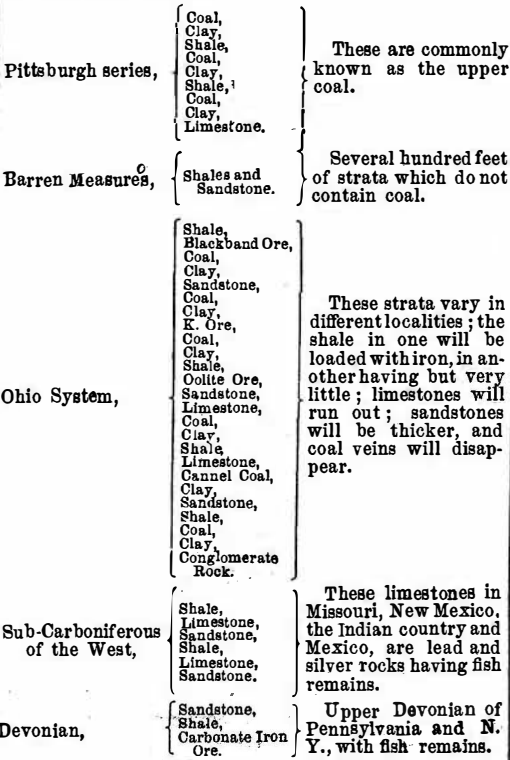 Pittsburgh series,
Coal,
Clay,
Shale,
Coal,
Clay,
Shale,
Coal,
Clay,
Limestone.
These are commonly
known as the upper
coal.
Barren Measures,
Shales and
Sandstone.
Several hundred feet
of strata which do not
contain coal.
Ohio System,
Shale,
Blackband Ore,
Coal,
Clay,
Sandstone,
Coal,
Clay,
K. Ore,
Coal,
Clay,
Shale,
Oolite Ore,
Sandstone,
Limestone,
Coal,
Clay,
Shale,
Limestone,
Cannel Coal,
Clay,
Sandstone,
Shale,
Coal,
Clay,
Conglomerate
Rock.
These strata vary in
different localities; the
shale in one will be
loaded with iron, in an-
other having but very
little; limestones will
run out; sandstones
will be thicker, and
coal veins will disap-
pear.
Sub-Carboniferous
of the West,
Shale,
Limestone,
Sandstone,
Shale,
Limestone,
Sandstone.
These limestones in
Missouri, New Mexico,
the Indian country and
Mexico, are lead and
silver rocks having fish
remains.
Devonian,
Sandstone,
Shale,
Carbonate Iron
Ore.
Upper Devonian of
Pennsylvania and N.
Y., with fish remains.